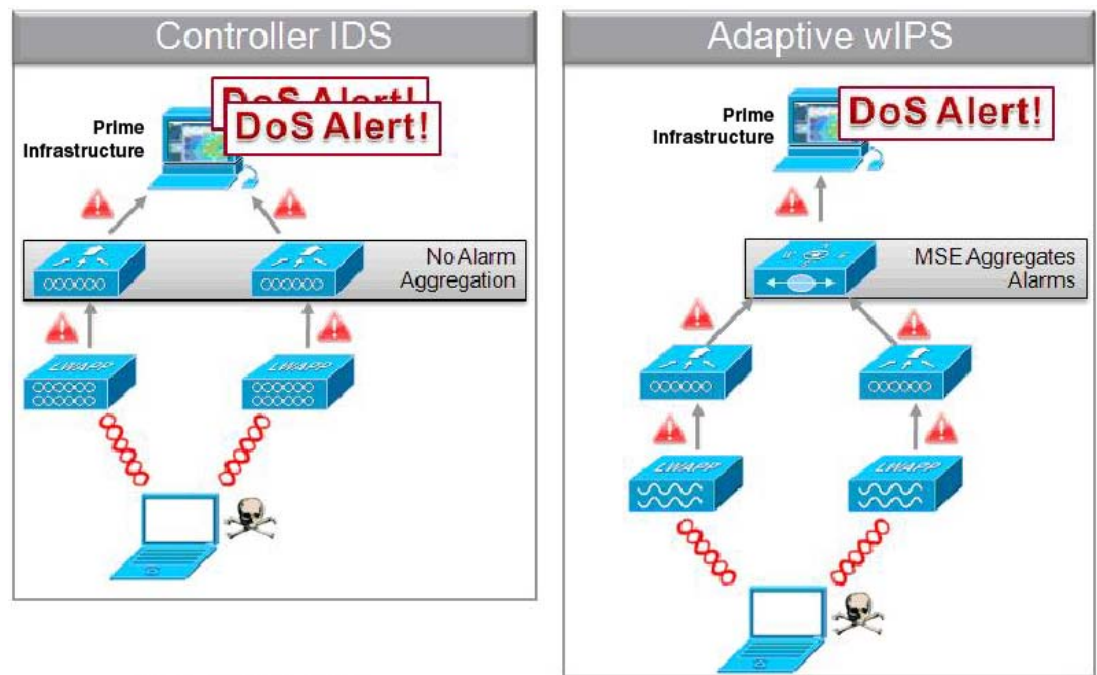 Controller IDS
DoS Alert!
DoS Alert!
Prime
Infrastructure
No Alarm
Aggregation
LWAPP
LWAPP
Adaptive wIPS
DoS Alert!
Prime
Infrastructure
MSE Aggregates
Alarms
LWAPP
LWAPP